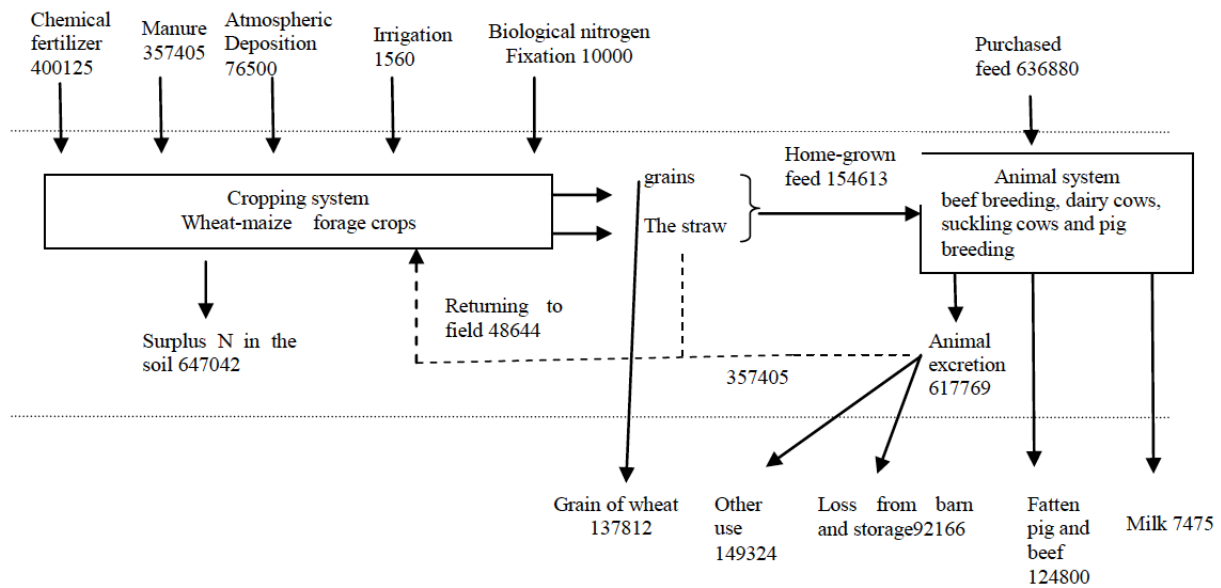 Chemical
fertilizer
400125
Manure
357405
Atmospheric
Deposition
76500
Irrigation
1560
Biological nitrogen
Fixation 10000
Purchased
feed 636880
Cropping system
Wheat-maize forage crops
grains
The straw
Home-grown
feed 154613
Animal system
beef breeding, dairy cows,
suckling cows and pig
breeding
Surplus N in the
soil 647042
Returning to
field 48644
357405
Animal
excretion
617769
Grain of wheat
137812
Other
use
149324
Loss from barn
and storage92166
Fatten
pig and
beef
124800
Milk 7475